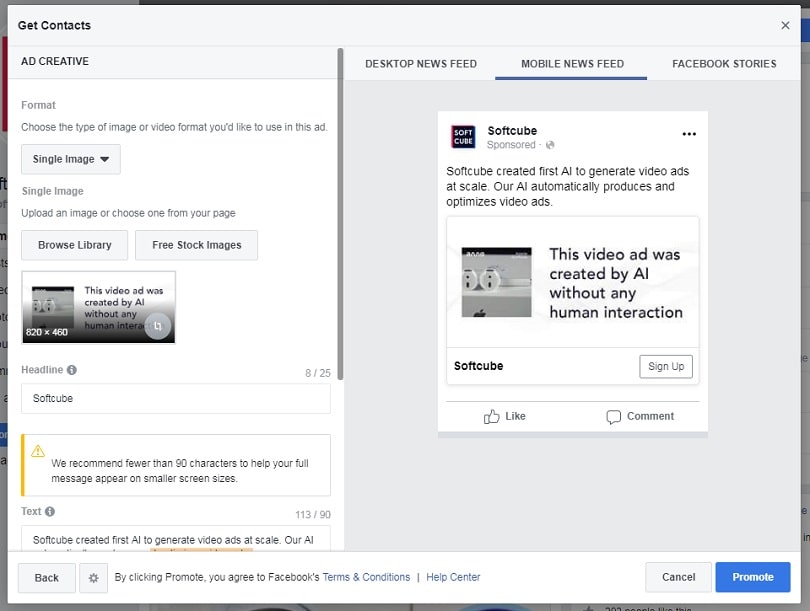 Get Contacts
AD CREATIVE
Format
Choose the type of image or video format you'd like to use in this ad.
Single Image
Single Image
Upload an image or choose one from your page
Browse Library
Free Stock Images
This video ad was
created by AI
without any
human interac
820 × 460
Headline
8 / 25
Softcube
We recommend fewer than 90 characters to help your full
message appear on smaller screen sizes.
Text
113 / 90
Softcube created first AI to generate video ads at scale. Our AI
DESKTOP NEWS FEED
MOBILE NEWS FEED
FACEBOOK STORIES
SOFT
CUBE
Softcube
Sponsored ·
Softcube created first AI to generate video ads
at scale. Our AI automatically produces and
optimizes video ads.
This video ad was
created by AI
without any
human interaction
Softcube
Sign Up
Like
Comment
Back
By clicking Promote, you agree to Facebook's Terms & Conditions | Help Center
Cancel
Promote
people like this